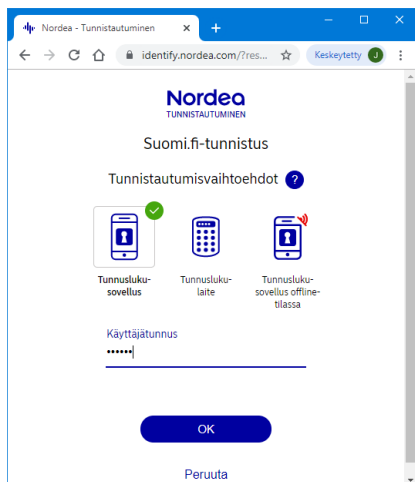 Nordea - Tunnistautuminen
identify.nordea.com/?res...
Keskeytetty J
Nordea
TUNNISTAUTUMINEN
Suomi.fi-tunnistus
Tunnistautumisvaihtoehdot ?
Tunnusluku-
sovellus
Tunnusluku-
laite
Tunnusluku-
sovellus offline-
tilassa
Käyttäjätunnus
••••••
OK
Peruuta